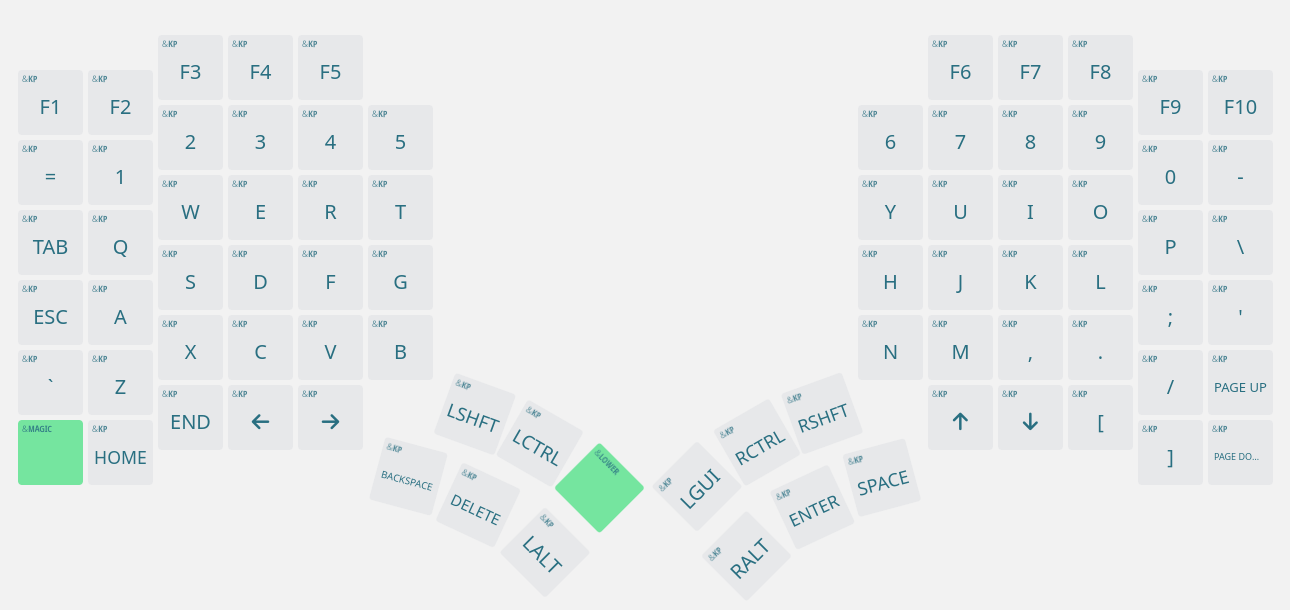 &KP &KP &KP &KP &KP &KP
F3 F4 F5 F6 F7 F8
&KP &KP &KP &KP
F1 F2 F9 F10
&KP &KP &KP &KP &KP &KP &KP &KP
2 3 4 5 6 7 8 9
&KP &KP &KP &KP
= 1 0 -
&KP &KP &KP &KP &KP &KP &KP &KP
W E R T Y U I O
&KP &KP &KP &KP
TAB Q P \
&KP &KP &KP &KP &KP &KP &KP &KP
S D F G H J K L
&KP &KP &KP &KP
ESC A ; '
&KP &KP &KP &KP &KP &KP &KP &KP
X C V B N M , .
&KP &KP &KP &KP
` Z / PAGE UP
&KP &KP &KP &KP &KP &KP
END ← → ↑ ↓ [
&MAGIC &KP &KP &KP
HOME ] PAGE DO...
&KP &KP &KP &KP
LSHFT LCTRL RCTRL RSHFT
&LOWER &KP
LGUI
&KP &KP &KP &KP
BACKSPACE DELETE ENTER SPACE
&KP &KP
LALT RALT